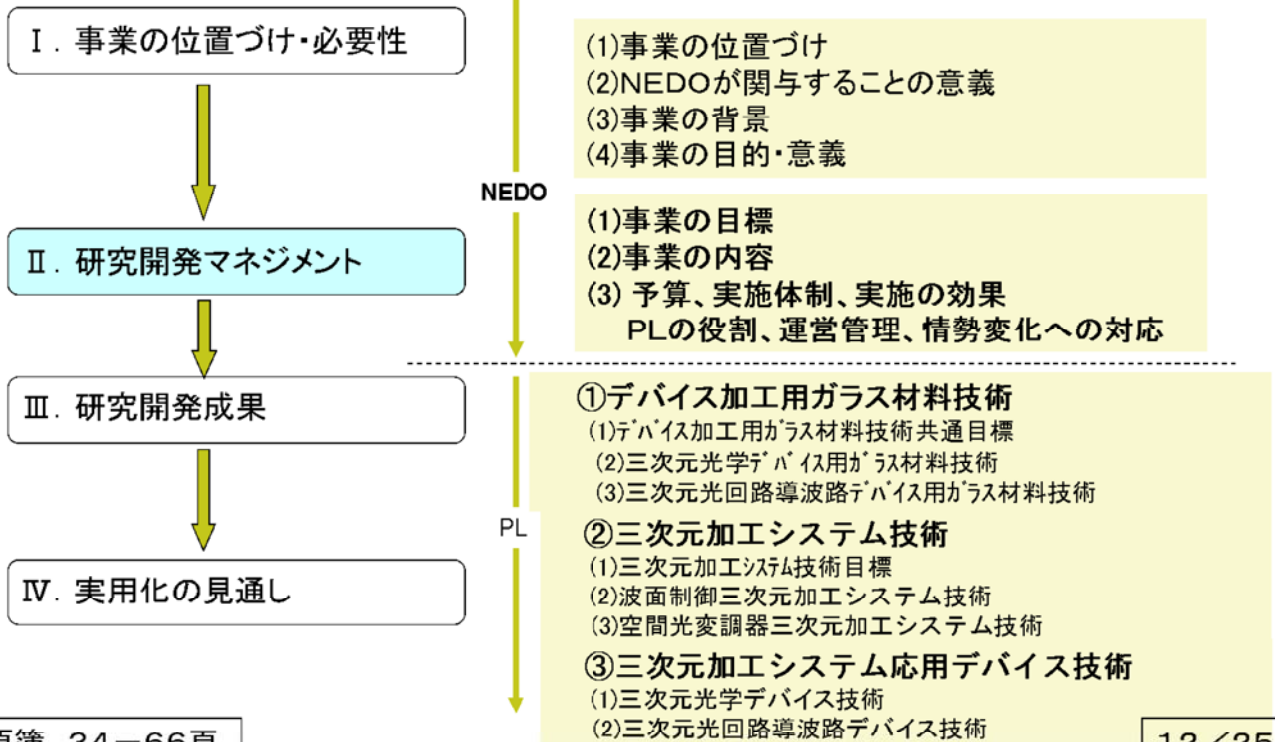 Ⅰ. 事業の位置づけ・必要性
(1)事業の位置づけ
(2)NEDOが関与することの意義
(3)事業の背景
(4)事業の目的・意義
NEDO
Ⅱ. 研究開発マネジメント
(1)事業の目標
(2)事業の内容
(3) 予算、実施体制、実施の効果
PLの役割、運営管理、情勢変化への対応
Ⅲ. 研究開発成果
①デバイス加工用ガラス材料技術
(1)ﾃﾞﾊﾞｲｽ加工用ｶﾞﾗｽ材料技術共通目標
(2)三次元光学ﾃﾞﾊﾞｲｽ用ｶﾞﾗｽ材料技術
(3)三次元光回路導波路ﾃﾞﾊﾞｲｽ用ｶﾞﾗｽ材料技術
PL
②三次元加工システム技術
(1)三次元加工ｼｽﾃﾑ技術目標
(2)波面制御三次元加工システム技術
(3)空間光変調器三次元加工システム技術
Ⅳ. 実用化の見通し
③三次元加工システム応用デバイス技術
(1)三次元光学デバイス技術
(2)三次元光回路導波路デバイス技術
34－66頁